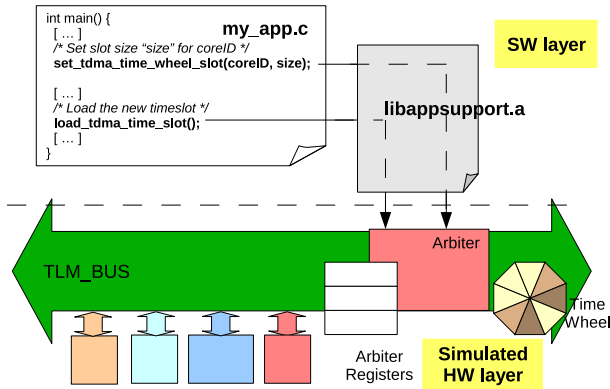 int main() {
my_app.c
[ … ]
/* Set slot size “size” for coreID */
set_tdma_time_wheel_slot(coreID, size);
[ … ]
/* Load the new timeslot */
load_tdma_time_slot();
[ … ]
}
SW layer
libappsupport.a
Arbiter
TLM_BUS
Time
Wheel
Arbiter
Registers
Simulated
HW layer